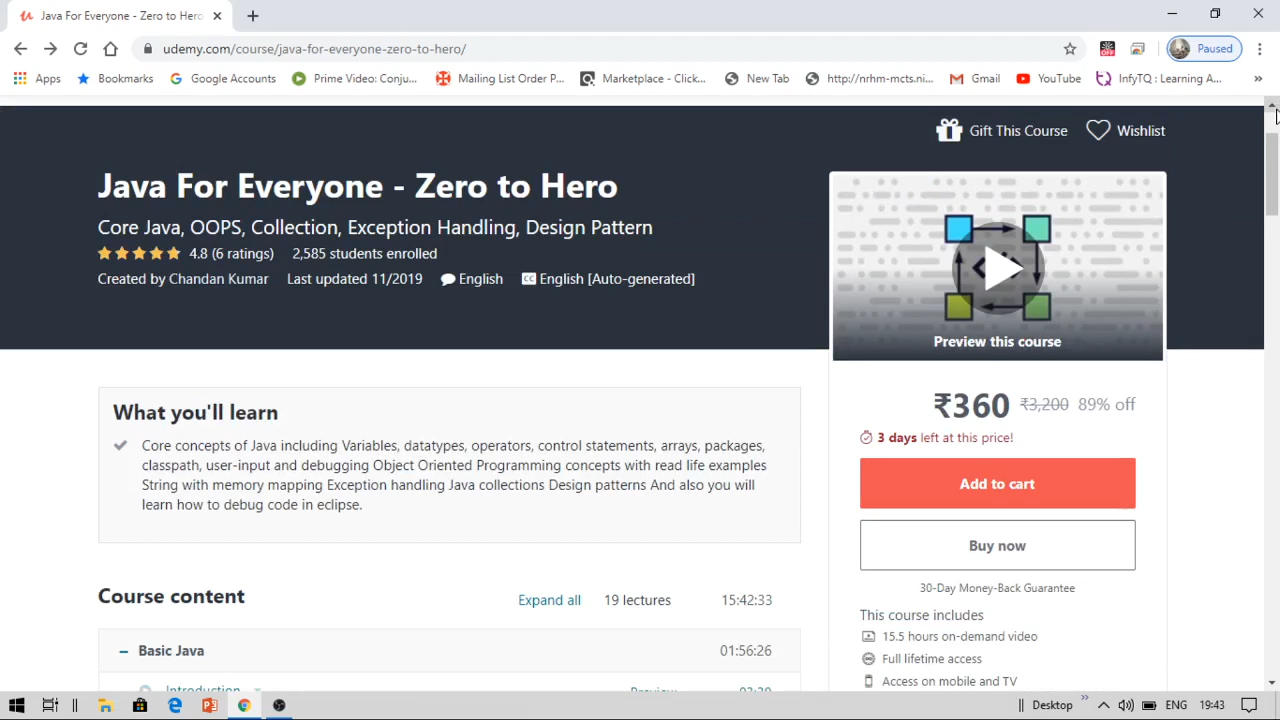 Java For Everyone - Zero to Hero
udemy.com/course/java-for-everyone-zero-to-hero/
Paused
Apps
Bookmarks
Google Accounts
Prime Video: Conju...
Mailing List Order P...
Marketplace - Click...
New Tab
http://nrhm-mcts.ni...
Gmail
YouTube
InfyTQ : Learning A...
»
Gift This Course
Wishlist
Java For Everyone - Zero to Hero
Core Java, OOPS, Collection, Exception Handling, Design Pattern
4.8 (6 ratings) 2,585 students enrolled
Created by Chandan Kumar Last updated 11/2019 English CC English [Auto-generated]
Preview this course
₹360 ₹3,200 89% off
3 days left at this price!
Add to cart
Buy now
30-Day Money-Back Guarantee
This course includes
15.5 hours on-demand video
Full lifetime access
Access on mobile and TV
What you'll learn
Core concepts of Java including Variables, datatypes, operators, control statements, arrays, packages,
classpath, user-input and debugging Object Oriented Programming concepts with read life examples
String with memory mapping Exception handling Java collections Design patterns And also you will
learn how to debug code in eclipse.
Course content
Expand all 19 lectures 15:42:33
Basic Java 01:56:26
Introduction Preview
Desktop
»
ENG
19:43